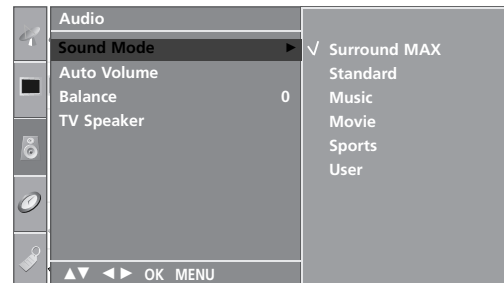 Audio
Sound Mode ►
Auto Volume
Balance 0
TV Speaker
▲▼ ◄► OK MENU
√ Surround MAX
Standard
Music
Movie
Sports
User